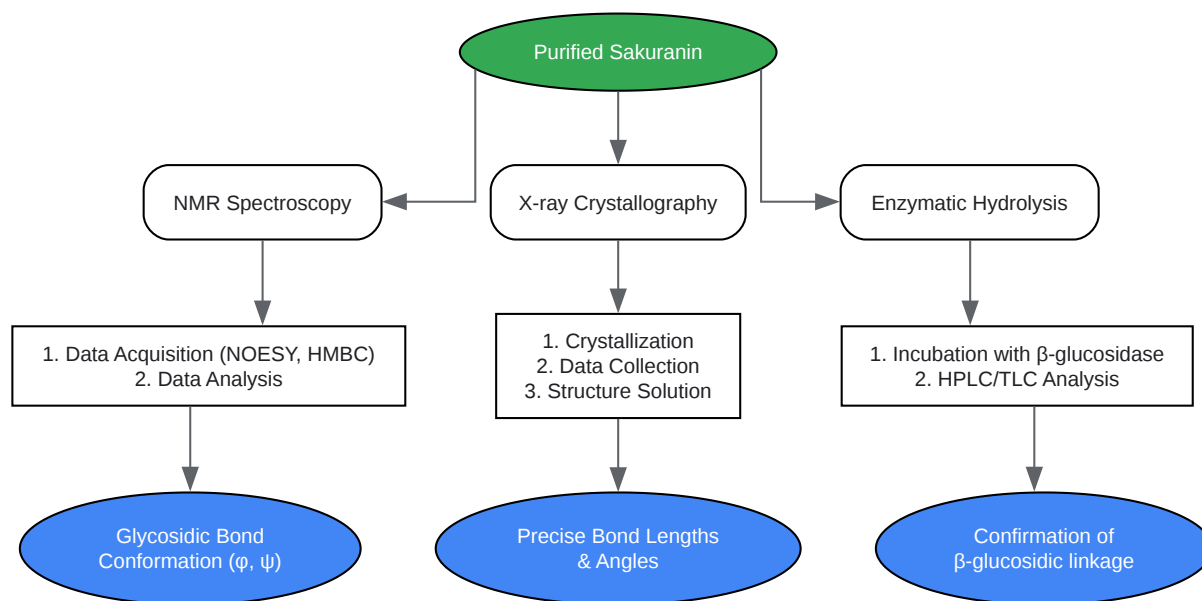 Purified Sakuranin
NMR Spectroscopy
X-ray Crystallography
Enzymatic Hydrolysis
1. Data Acquisition (NOESY, HMBC)
2. Data Analysis
1. Crystallization
2. Data Collection
3. Structure Solution
1. Incubation with β-glucosidase
2. HPLC/TLC Analysis
Glycosidic Bond
Conformation (φ, ψ)
Precise Bond Lengths
& Angles
Confirmation of
β-glucosidic linkage